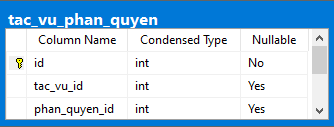 tac_vu_phan_quyen
Column Name Condensed Type Nullable
id int No
tac_vu_id int Yes
phan_quyen_id int Yes